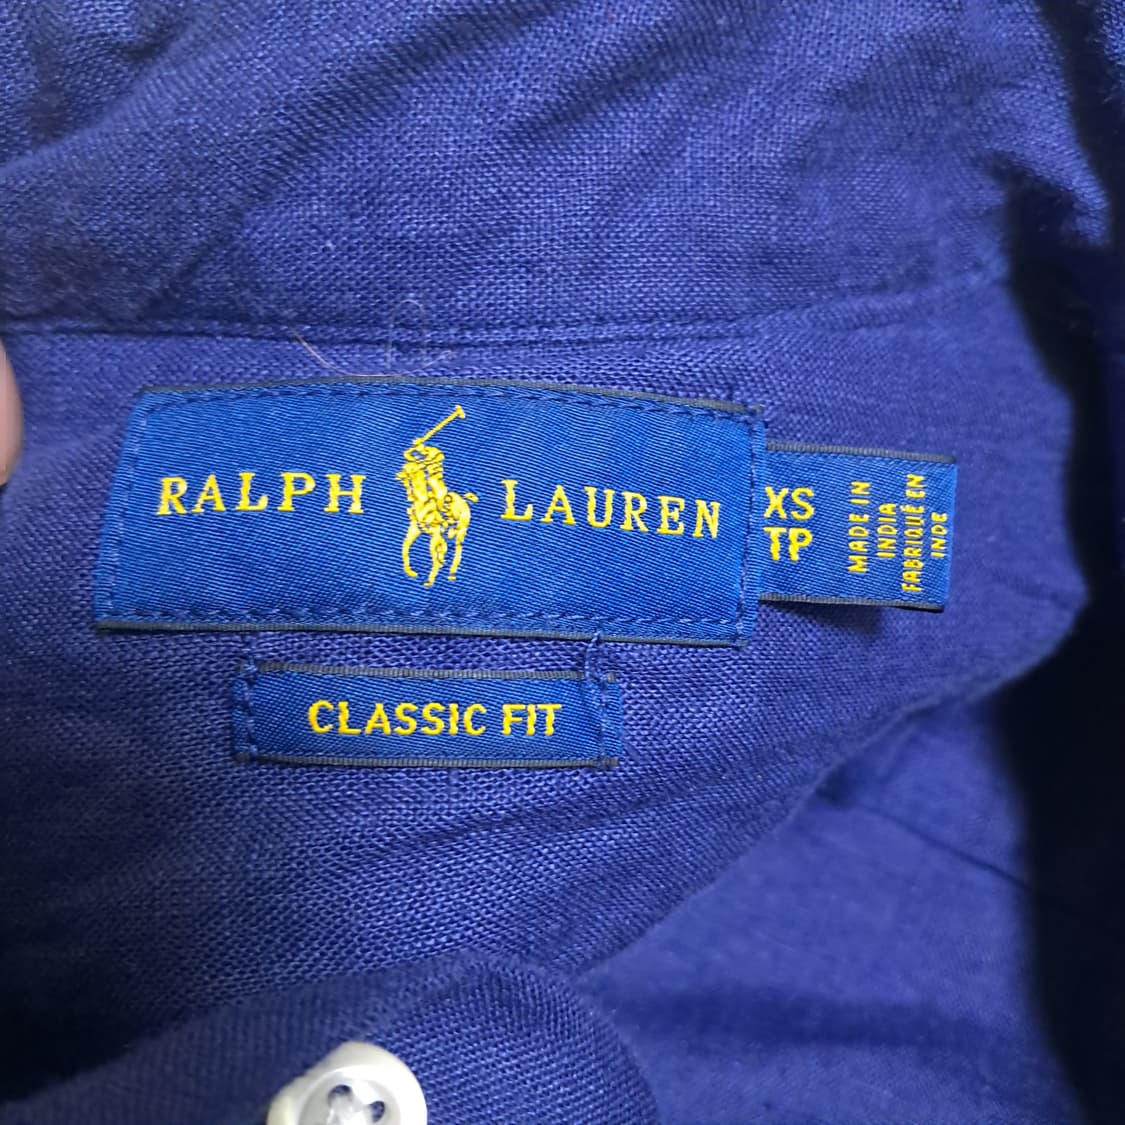 RALPH LAUREN
XS
TP
MADE IN
INDIA
FABRIQUÉ EN
INDE
CLASSIC FIT